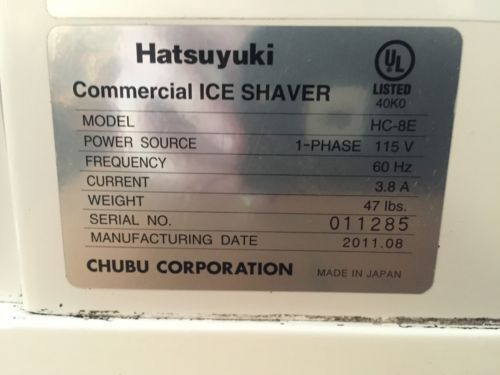 Hatsuyuki
Commercial ICE SHAVER
UL
LISTED
40K0
MODEL HC-8E
POWER SOURCE 1-PHASE 115 V
FREQUENCY 60 Hz
CURRENT 3.8 A
WEIGHT 47 lbs.
SERIAL NO. 011285
MANUFACTURING DATE 2011.08
CHUBU CORPORATION MADE IN JAPAN